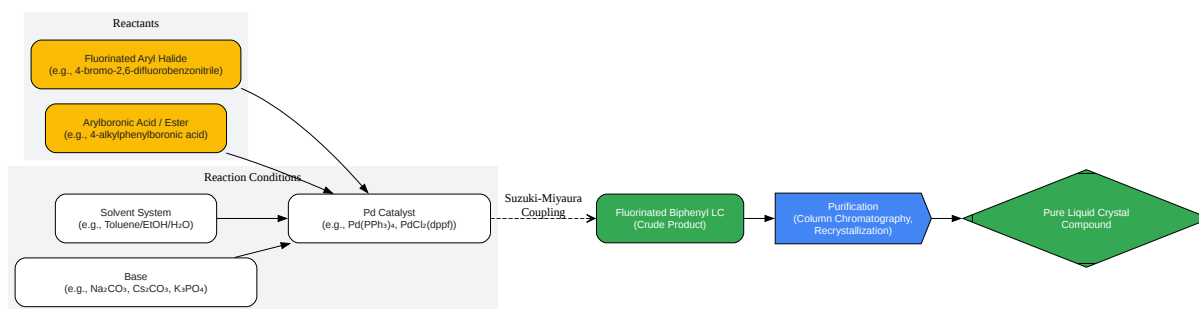 Reactants
Fluorinated Aryl Halide
(e.g., 4-bromo-2,6-difluorobenzonitrile)
Arylboronic Acid / Ester
(e.g., 4-alkylphenylboronic acid)
Reaction Conditions
Solvent System
(e.g., Toluene/EtOH/H₂O)
Base
(e.g., Na₂CO₃, Cs₂CO₃, K₃PO₄)
Pd Catalyst
(e.g., Pd(PPh₃)₄, PdCl₂(dppf))
Suzuki-Miyaura
Coupling
Fluorinated Biphenyl LC
(Crude Product)
Purification
(Column Chromatography,
Recrystallization)
Pure Liquid Crystal
Compound